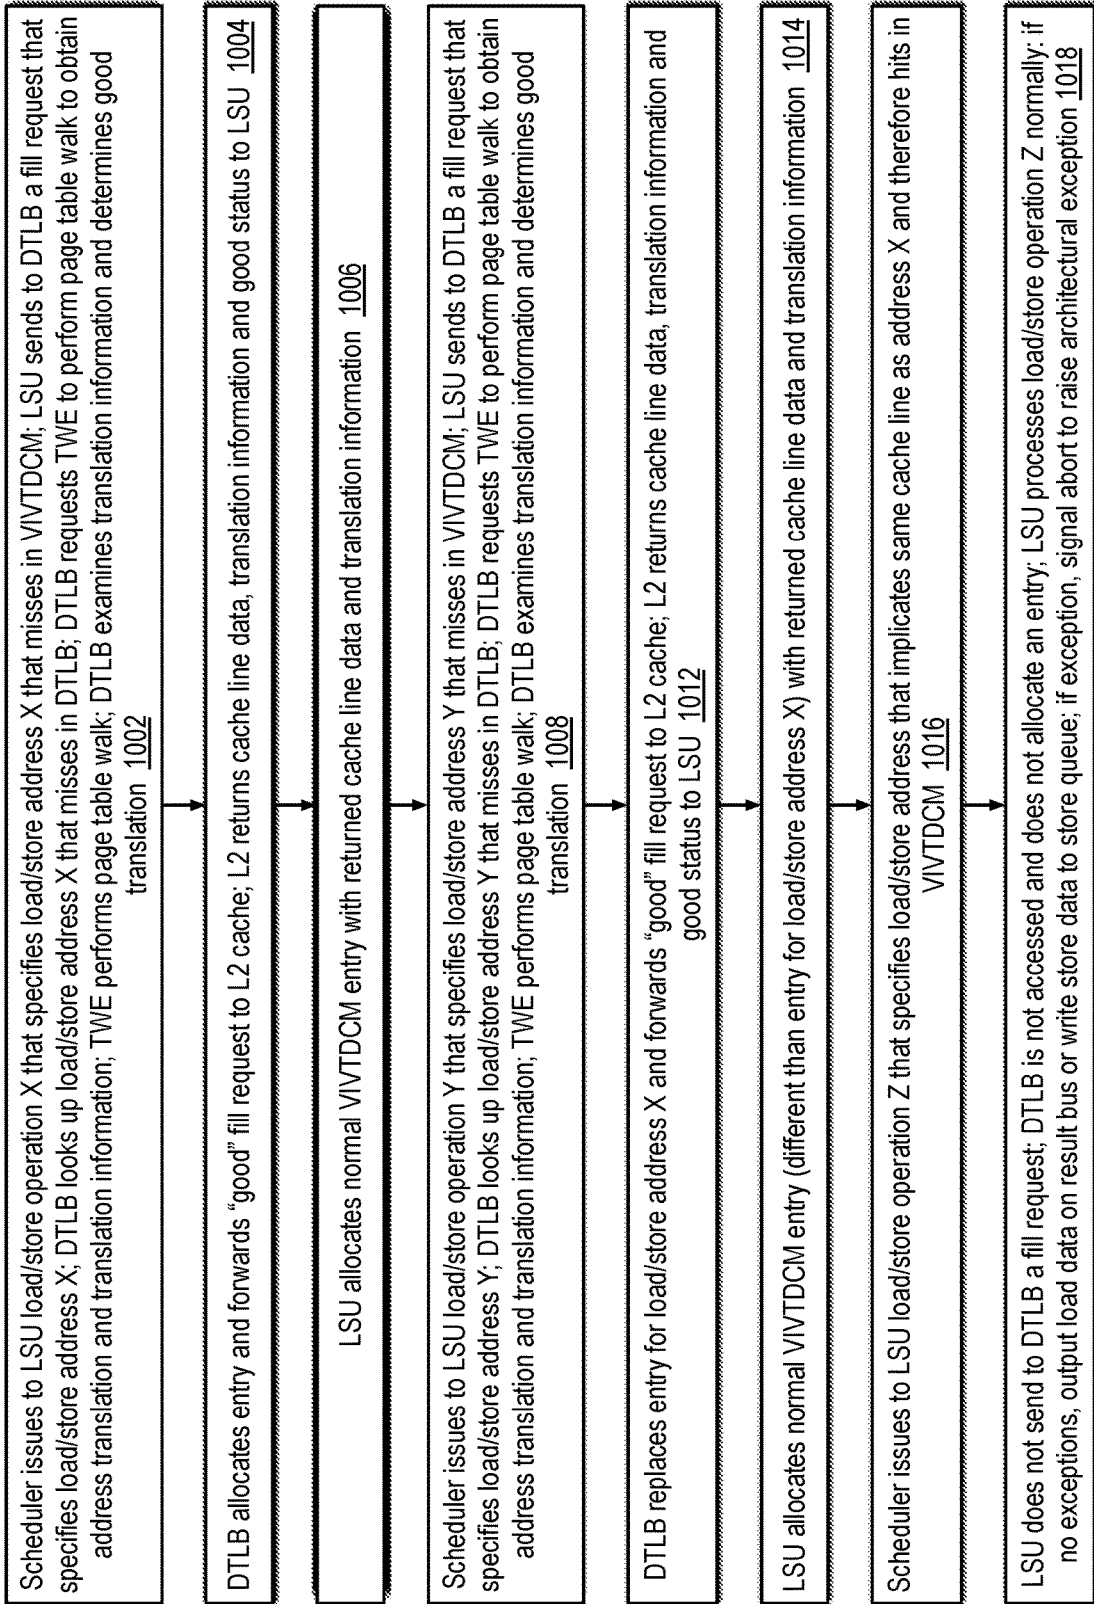 Scheduler issues to LSU load/store operation X that specifies load/store address X that misses in VIVTDCM; LSU sends to DTLB a fill request that
specifies load/store address X; DTLB looks up load/store address X that misses in DTLB; DTLB requests TWE to perform page table walk to obtain
address translation and translation information; TWE performs page table walk; DTLB examines translation information and determines good
translation 1002
DTLB allocates entry and forwards “good” fill request to L2 cache; L2 returns cache line data, translation information and good status to LSU 1004
LSU allocates normal VIVTDCM entry with returned cache line data and translation information 1006
Scheduler issues to LSU load/store operation Y that specifies load/store address Y that misses in VIVTDCM; LSU sends to DTLB a fill request that
specifies load/store address Y; DTLB looks up load/store address Y that misses in DTLB; DTLB requests TWE to perform page table walk to obtain
address translation and translation information; TWE performs page table walk; DTLB examines translation information and determines good
translation 1008
DTLB replaces entry for load/store address X and forwards “good” fill request to L2 cache; L2 returns cache line data, translation information and
good status to LSU 1012
LSU allocates normal VIVTDCM entry (different than entry for load/store address X) with returned cache line data and translation information 1014
Scheduler issues to LSU load/store operation Z that specifies load/store address that implicates same cache line as address X and therefore hits in
VIVTDCM 1016
LSU does not send to DTLB a fill request; DTLB is not accessed and does not allocate an entry; LSU processes load/store operation Z normally: if
no exceptions, output load data on result bus or write store data to store queue; if exception, signal abort to raise architectural exception 1018